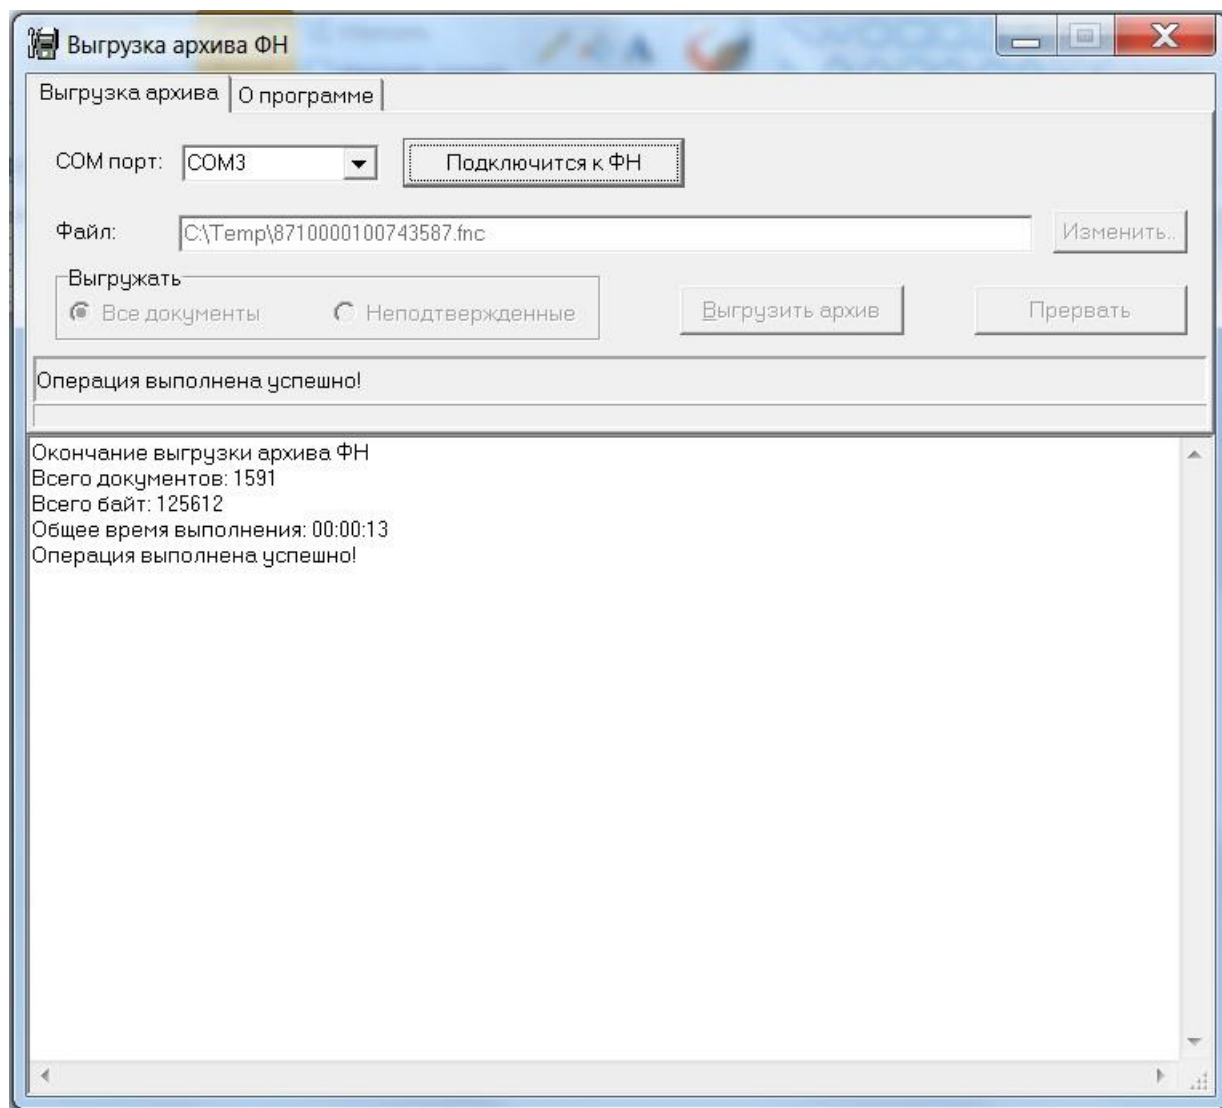 Выгрузка архива ФН
Выгрузка архива О программе
COM порт: COM3 Подключится к ФН
Файл: C:\Temp\8710000100743587.fnc Изменить..
Выгружать
Все документы Неподтвержденные Выгрузить архив Прервать
Операция выполнена успешно!
Окончание выгрузки архива ФН
Всего документов: 1591
Всего байт: 125612
Общее время выполнения: 00:00:13
Операция выполнена успешно!